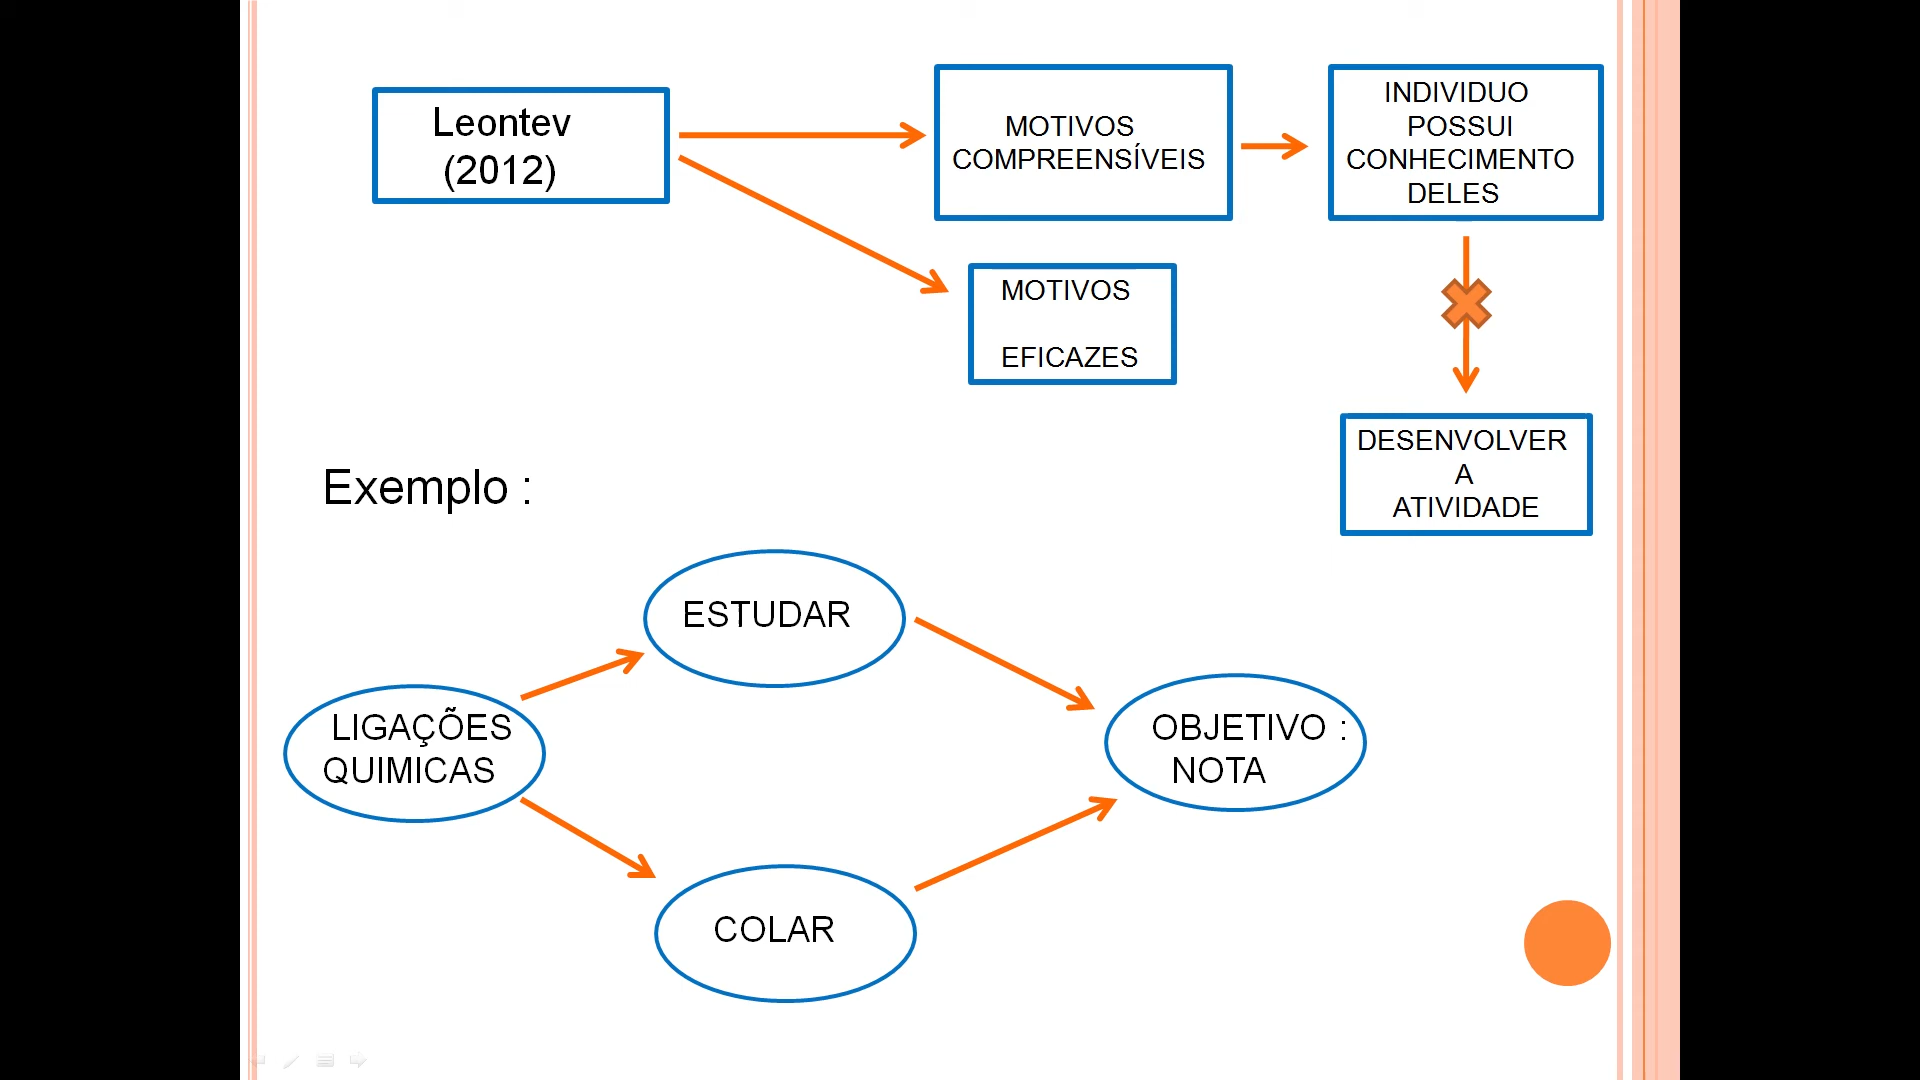 Leontev
(2012)
MOTIVOS
COMPREENSÍVEIS
INDIVIDUO
POSSUI
CONHECIMENTO
DELES
MOTIVOS
EFICAZES
DESENVOLVER
A
ATIVIDADE
Exemplo :
ESTUDAR
LIGAÇÕES
QUIMICAS
OBJETIVO :
NOTA
COLAR